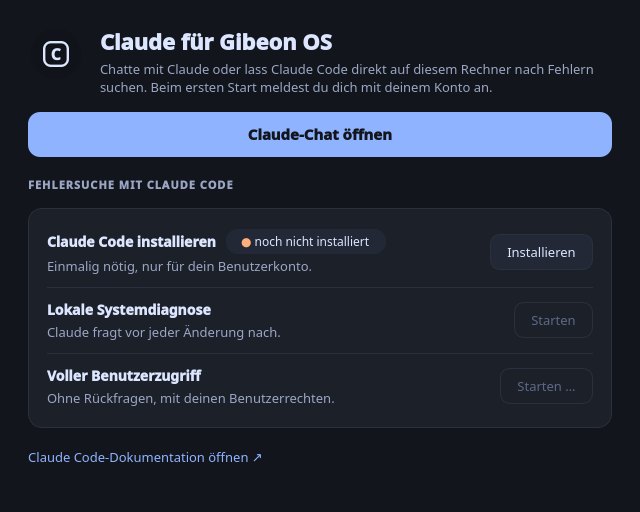 C
Claude für Gibeon OS
Chatte mit Claude oder lass Claude Code direkt auf diesem Rechner nach Fehlern
suchen. Beim ersten Start meldest du dich mit deinem Konto an.
Claude-Chat öffnen
FEHLERSUCHE MIT CLAUDE CODE
Claude Code installieren noch nicht installiert
Einmalig nötig, nur für dein Benutzerkonto.
Installieren
Lokale Systemdiagnose
Claude fragt vor jeder Änderung nach.
Starten
Voller Benutzerzugriff
Ohne Rückfragen, mit deinen Benutzerrechten.
Starten ...
Claude Code-Dokumentation öffnen ↗